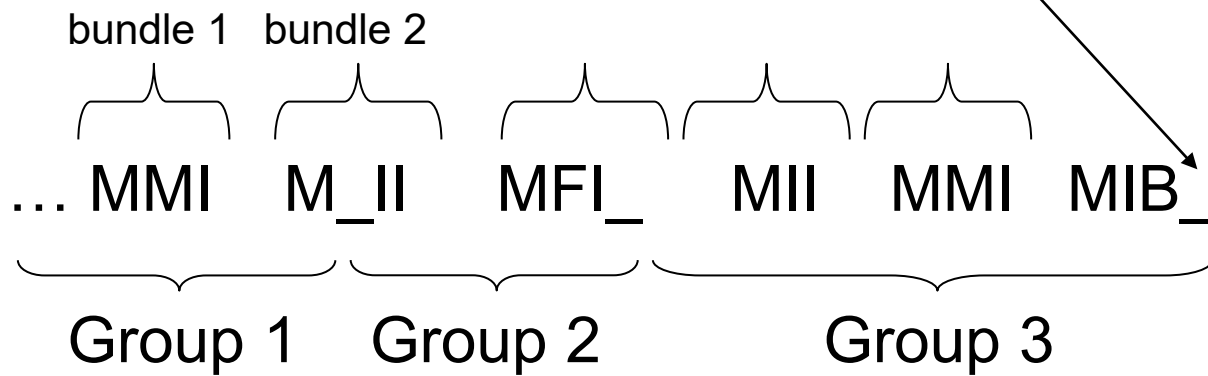 bundle 1 bundle 2
... MMI M_II MFI_ MII MMI MIB_
Group 1 Group 2 Group 3